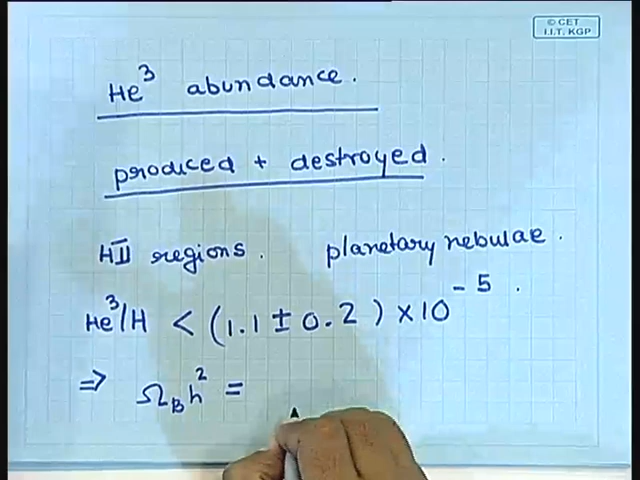 © CET
I.I.T. KGP
He³ abundance.
produced + destroyed.
HII regions. planetary nebulae.
He³/H < (1.1 ± 0.2) × 10⁻⁵.
⇒ Ω_B h² =